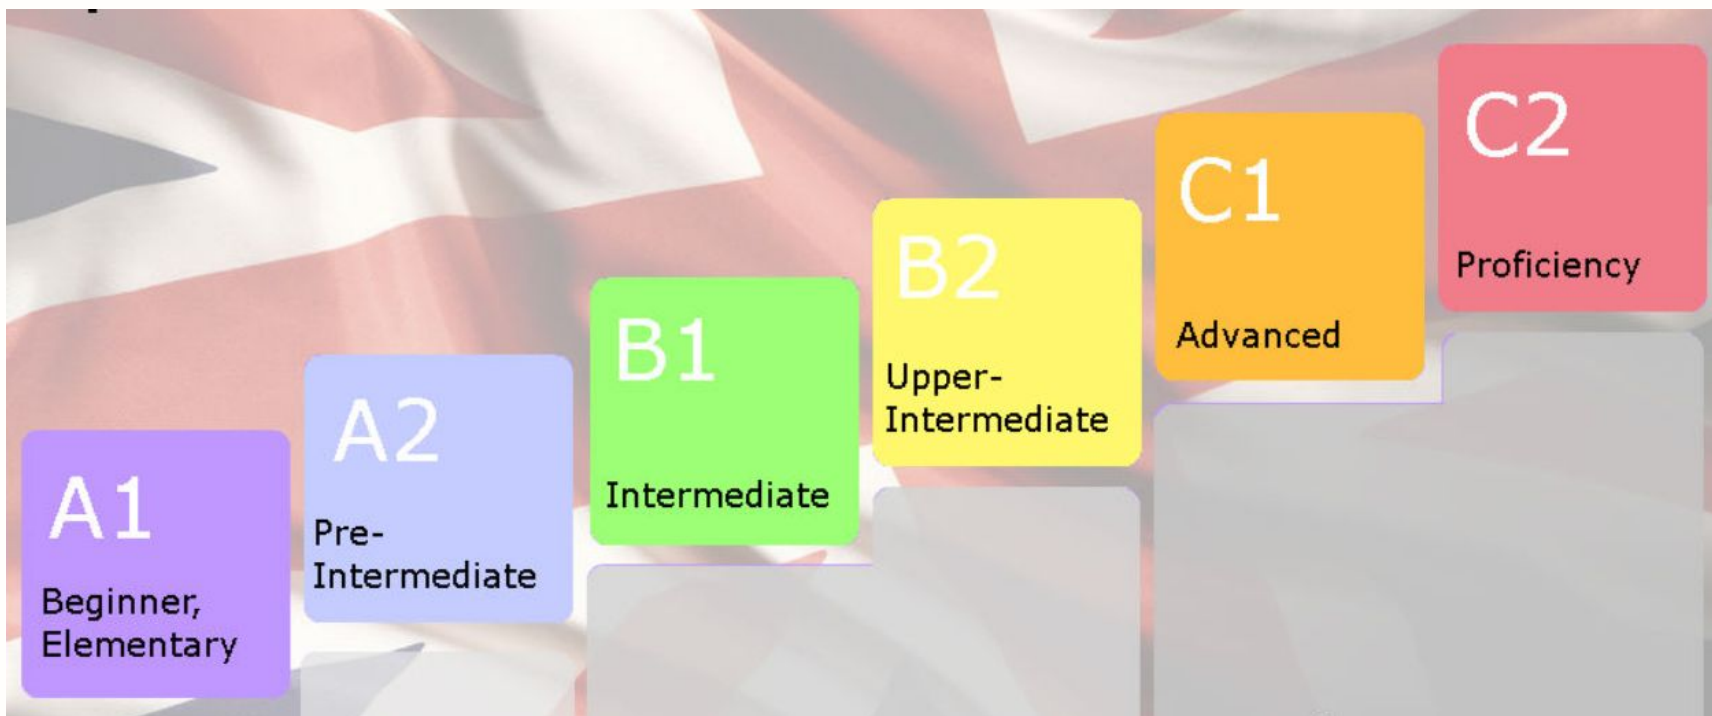 A1
Beginner,
Elementary
A2
Pre-
Intermediate
B1
Intermediate
B2
Upper-
Intermediate
C1
Advanced
C2
Proficiency